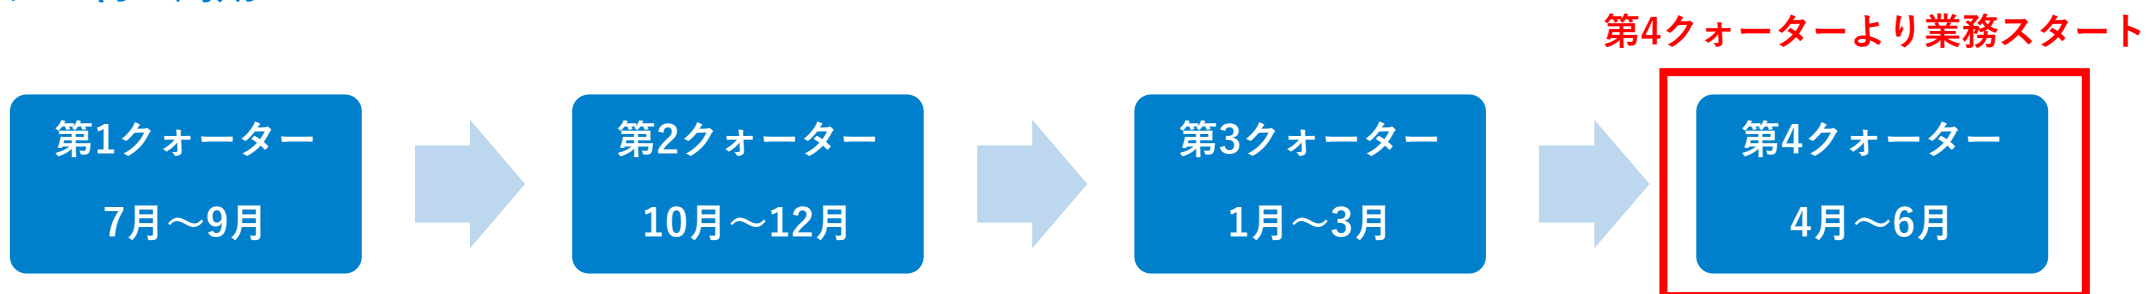 第4クォーターより業務スタート
第1クォーター
7月～9月
第2クォーター
10月～12月
第3クォーター
1月～3月
第4クォーター
4月～6月